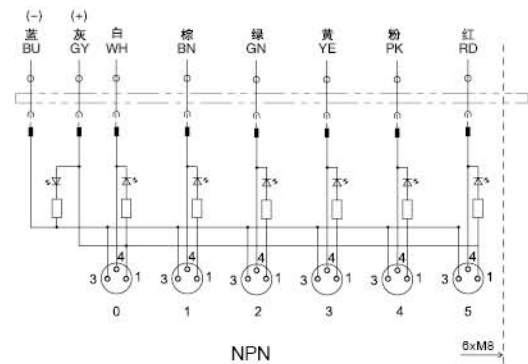 (-) (+)
蓝 灰 白 棕 绿 黄 粉 红
BU GY WH BN GN YE PK RD
4 4 4 4 4 4
3 1 3 1 3 1 3 1 3 1 3 1
0 1 2 3 4 5
NPN
6xM8